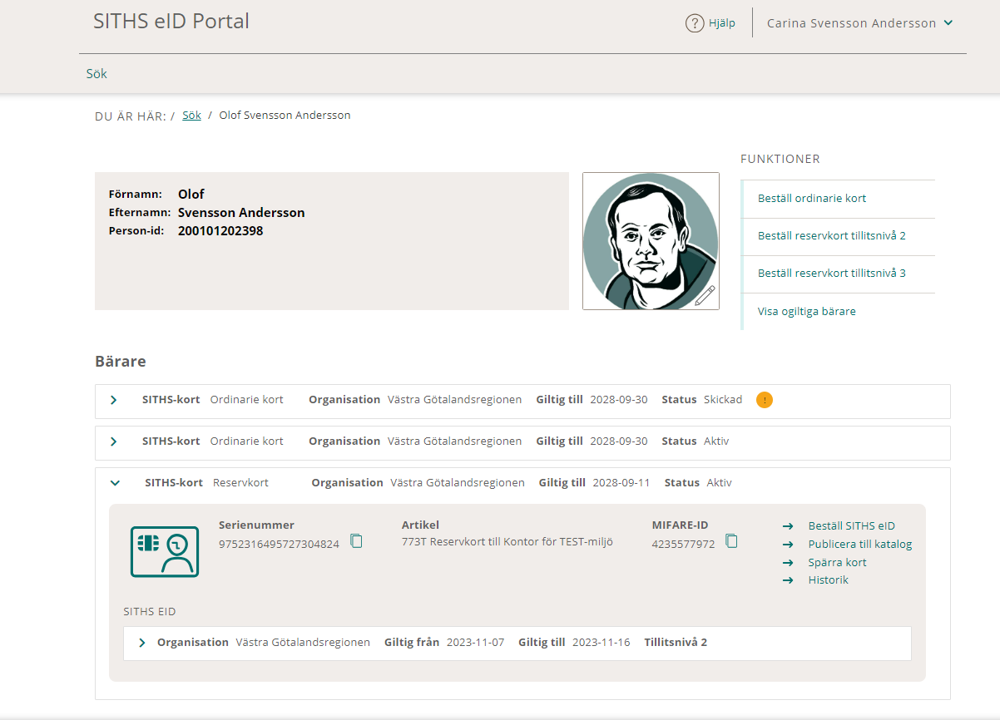 SITHS eID Portal
? Hjälp
Carina Svensson Andersson
Sök
DU ÄR HÄR: / Sök / Olof Svensson Andersson
FUNKTIONER
Förnamn: Olof
Efternamn: Svensson Andersson
Person-id: 200101202398
Beställ ordinarie kort
Beställ reservkort tillitsnivå 2
Beställ reservkort tillitsnivå 3
Visa ogiltiga bärare
Bärare
SITHS-kort Ordinarie kort Organisation Västra Götalandsregionen Giltig till 2028-09-30 Status Skickad !
SITHS-kort Ordinarie kort Organisation Västra Götalandsregionen Giltig till 2028-09-30 Status Aktiv
SITHS-kort Reservkort Organisation Västra Götalandsregionen Giltig till 2028-09-11 Status Aktiv
Serienummer
9752316495727304824
Artikel
773T Reservkort till Kontor för TEST-miljö
MIFARE-ID
4235577972
→ Beställ SITHS eID
→ Publicera till katalog
→ Spärra kort
→ Historik
SITHS EID
Organisation Västra Götalandsregionen Giltig från 2023-11-07 Giltig till 2023-11-16 Tillitsnivå 2